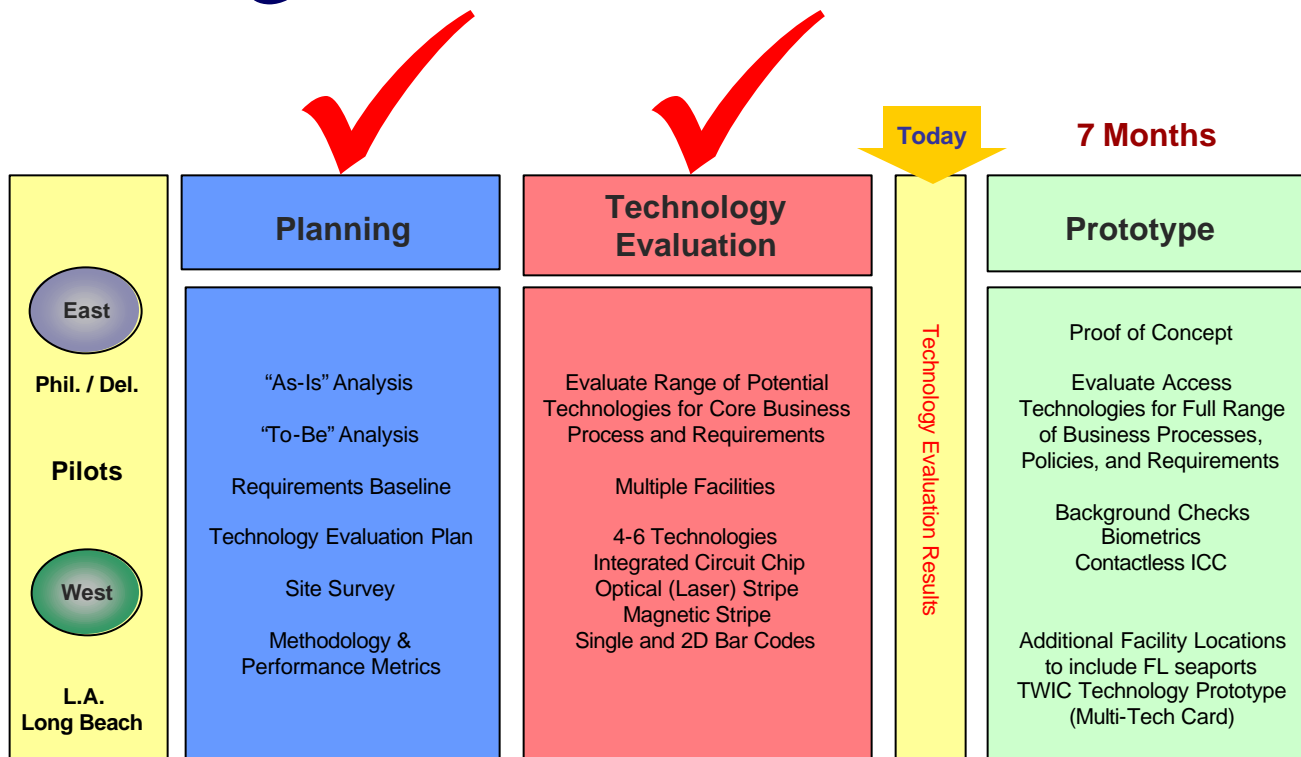 Today
7 Months
East
Phil. / Del.
Pilots
West
L.A.
Long Beach
Planning
“As-Is” Analysis
“To-Be” Analysis
Requirements Baseline
Technology Evaluation Plan
Site Survey
Methodology &
Performance Metrics
Technology
Evaluation
Evaluate Range of Potential
Technologies for Core Business
Process and Requirements
Multiple Facilities
4-6 Technologies
Integrated Circuit Chip
Optical (Laser) Stripe
Magnetic Stripe
Single and 2D Bar Codes
Technology Evaluation Results
Prototype
Proof of Concept
Evaluate Access
Technologies for Full Range
of Business Processes,
Policies, and Requirements
Background Checks
Biometrics
Contactless ICC
Additional Facility Locations
to include FL seaports
TWIC Technology Prototype
(Multi-Tech Card)